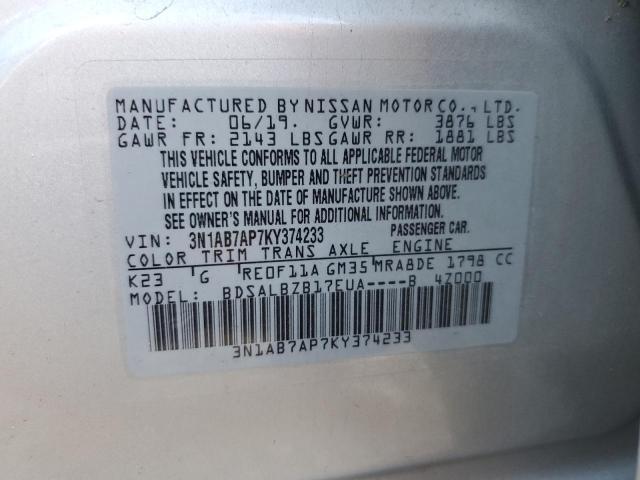 MANUFACTURED BY NISSAN MOTOR CO., LTD.
DATE: 06/19. GVWR: 3876 LBS
GAWR FR: 2143 LBS GAWR RR: 1881 LBS
THIS VEHICLE CONFORMS TO ALL APPLICABLE FEDERAL MOTOR
VEHICLE SAFETY, BUMPER AND THEFT PREVENTION STANDARDS
IN EFFECT ON THE DATE OF MANUFACTURE SHOWN ABOVE.
SEE OWNER'S MANUAL FOR ADDITIONAL INFORMATION.
VIN: 3N1AB7AP7KY374233 PASSENGER CAR.
COLOR TRIM TRANS AXLE ENGINE
K23 G RE0F11A GM35 MRA8DE 1798 CC
MODEL: BDSALBZB17EUA----B 4Z000
3N1AB7AP7KY374233